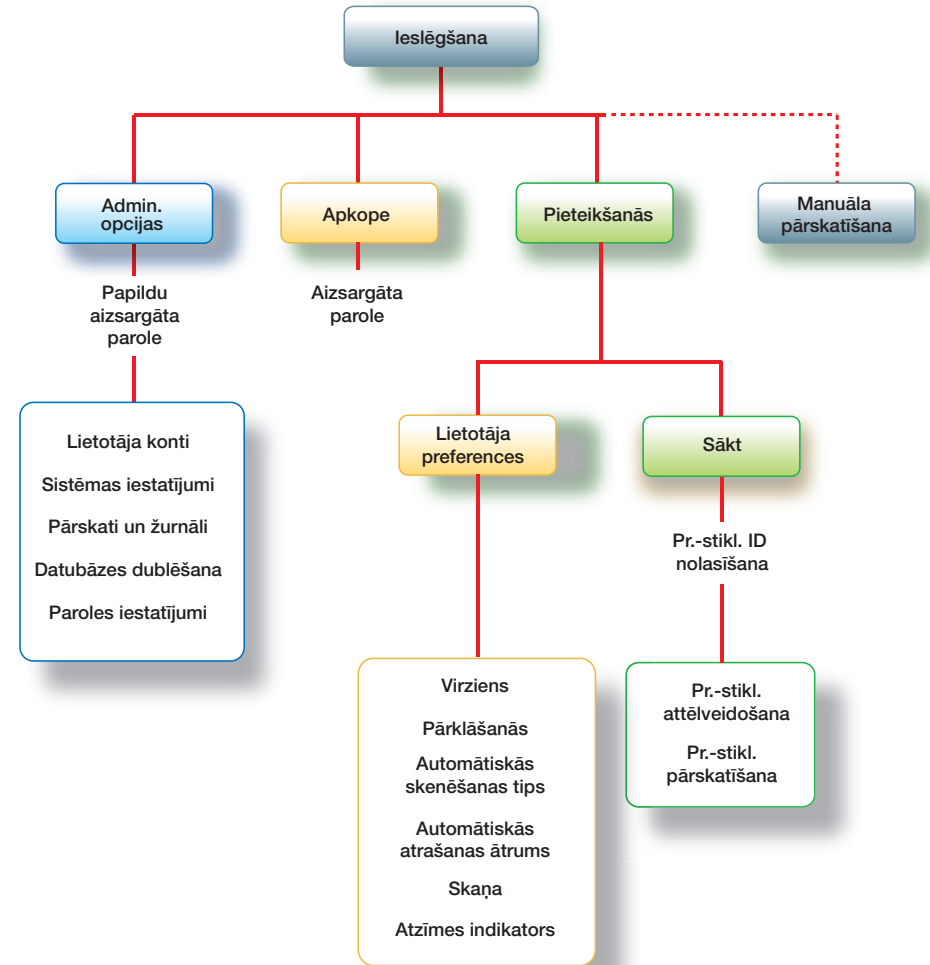 Ieslēgšana
Admin.
opcijas
Apkope
Pieteikšanās
Manuāla
pārskatīšana
Papildu
aizsargāta
parole
Aizsargāta
parole
Lietotāja konti
Sistēmas iestatījumi
Pārskati un žurnāli
Datubāzes dublēšana
Paroles iestatījumi
Lietotāja
preferences
Sākt
Pr.-stikl. ID
nolasīšana
Virziens
Pārklāšanās
Automātiskās
skenēšanas tips
Automātiskās
atrašanas ātrums
Skaņa
Atzīmes indikators
Pr.-stikl.
attēlveidošana
Pr.-stikl.
pārskatīšana